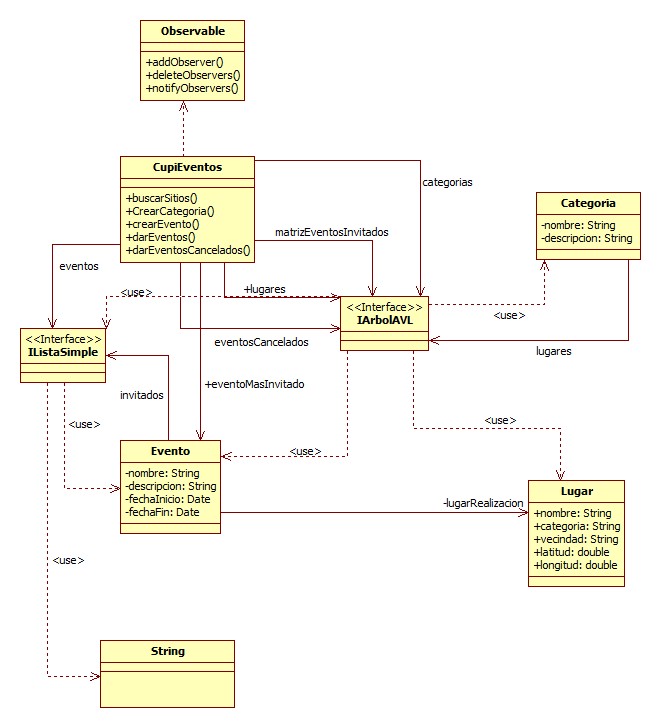 Observable
+addObserver()
+deleteObservers()
+notifyObservers()
CupiEventos
+buscarSitios()
+CrearCategoria()
+crearEvento()
+darEventos()
+darEventosCancelados()
categorias
Categoria
-nombre: String
-descripcion: String
matrizEventosInvitados
eventos
<use>
+lugares
<<Interface>>
IArbolAVL
<use>
<<Interface>>
IListaSimple
eventosCancelados
lugares
invitados
+eventoMasInvitado
<use>
<use>
Evento
-nombre: String
-descripcion: String
-fechaInicio: Date
-fechaFin: Date
<use>
-lugarRealizacion
Lugar
+nombre: String
+categoria: String
+vecindad: String
+latitud: double
+longitud: double
<use>
String